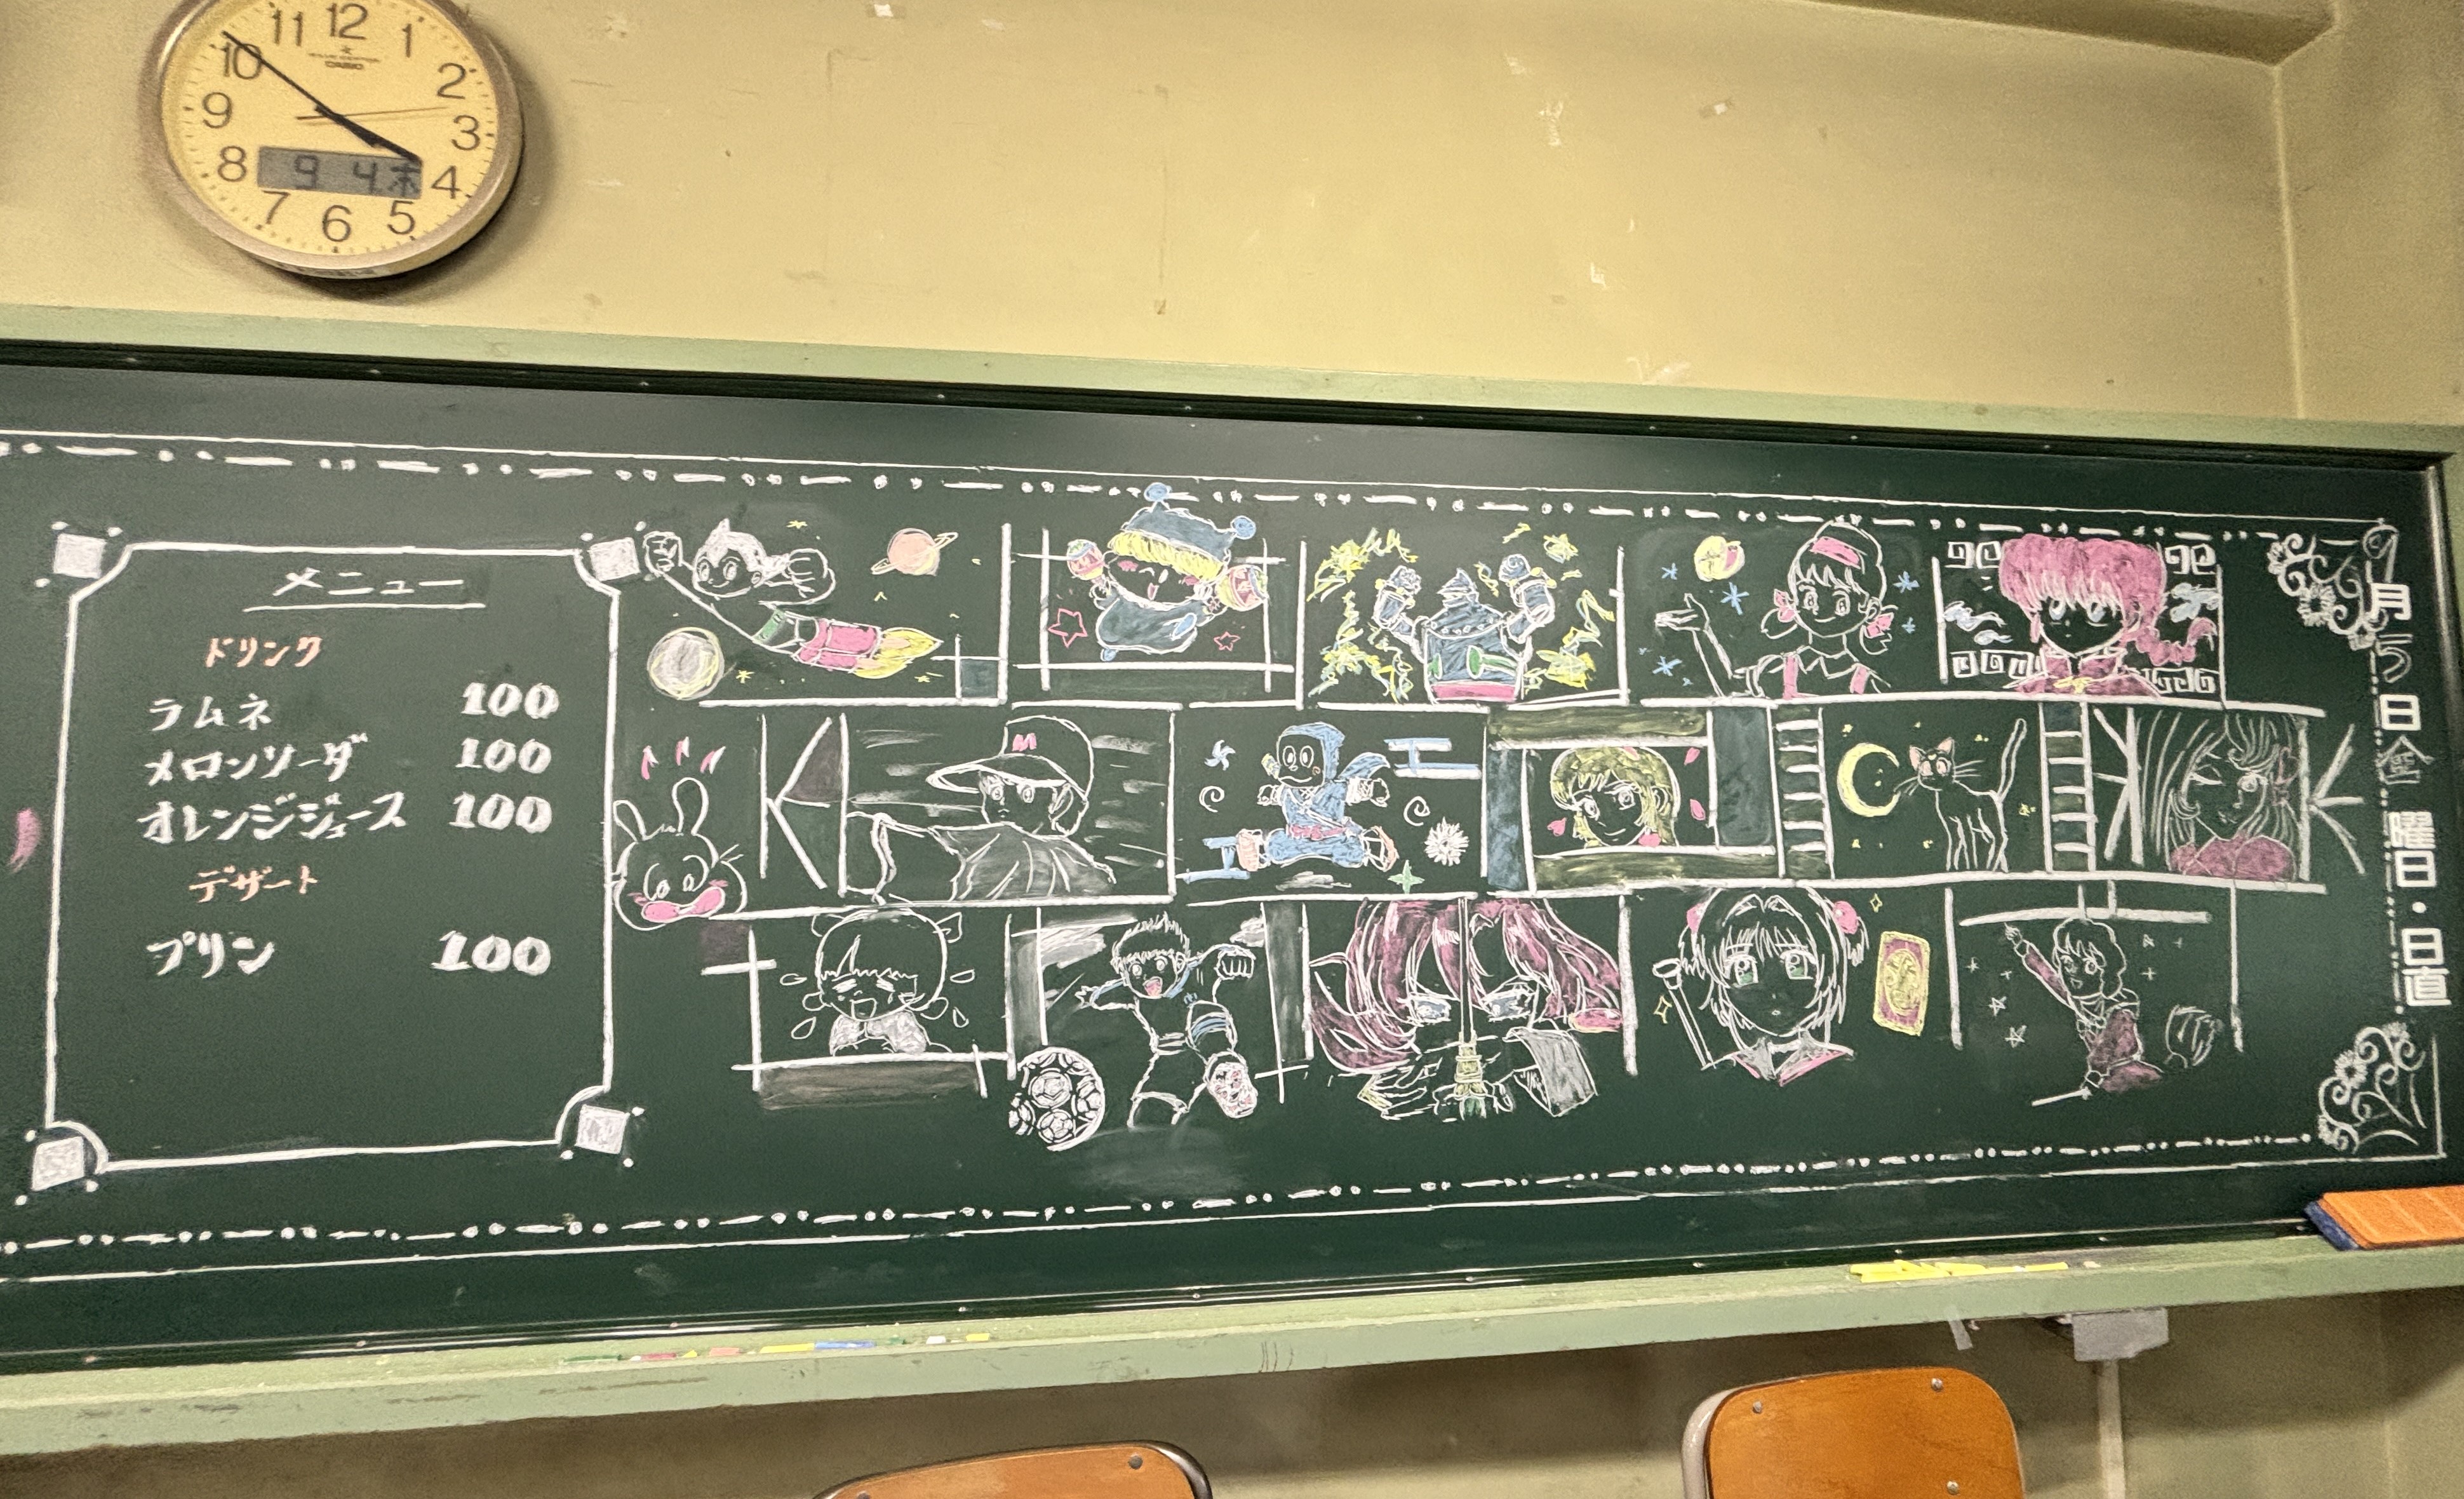 12
11
1
10
2
9
3
8
4
7
5
6
CASIO
9 4 木
メニュー
ドリンク
ラムネ 100
メロンソーダ 100
オレンジジュース 100
デザート
プリン 100
M
9月5日金曜日・日直